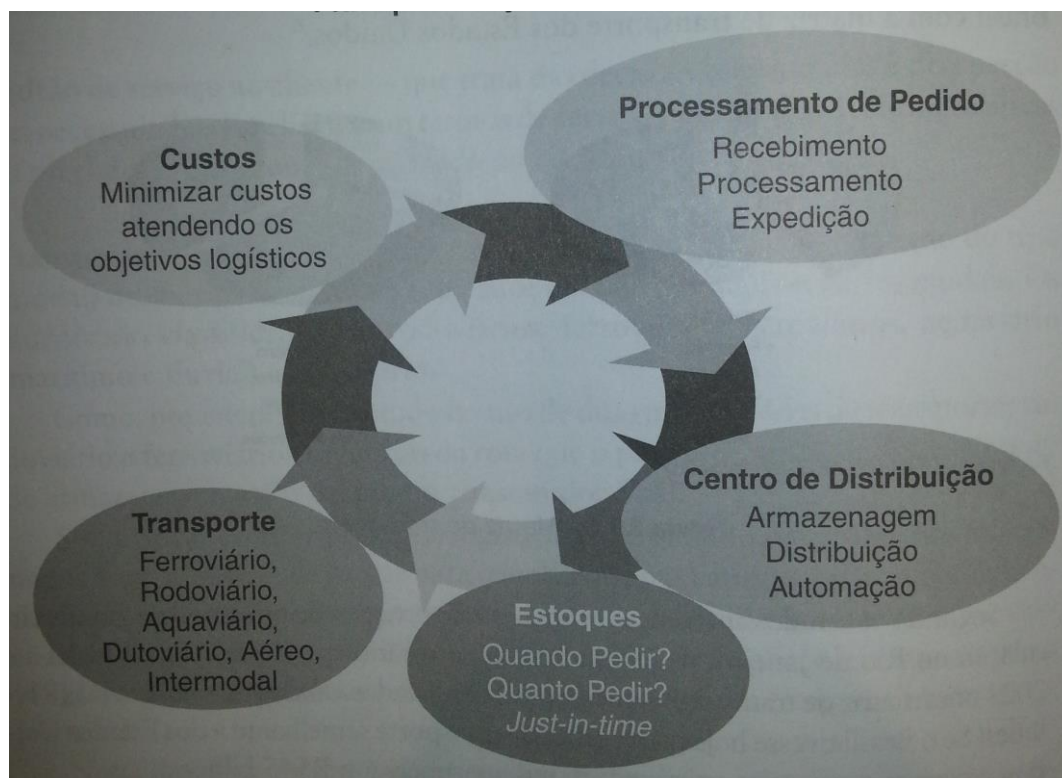 Processamento de Pedido
Recebimento
Processamento
Expedição
Custos
Minimizar custos
atendendo os
objetivos logísticos
Centro de Distribuição
Armazenagem
Distribuição
Automação
Transporte
Ferroviário,
Rodoviário,
Aquaviário,
Dutoviário, Aéreo,
Intermodal
Estoques
Quando Pedir?
Quanto Pedir?
Just-in-time